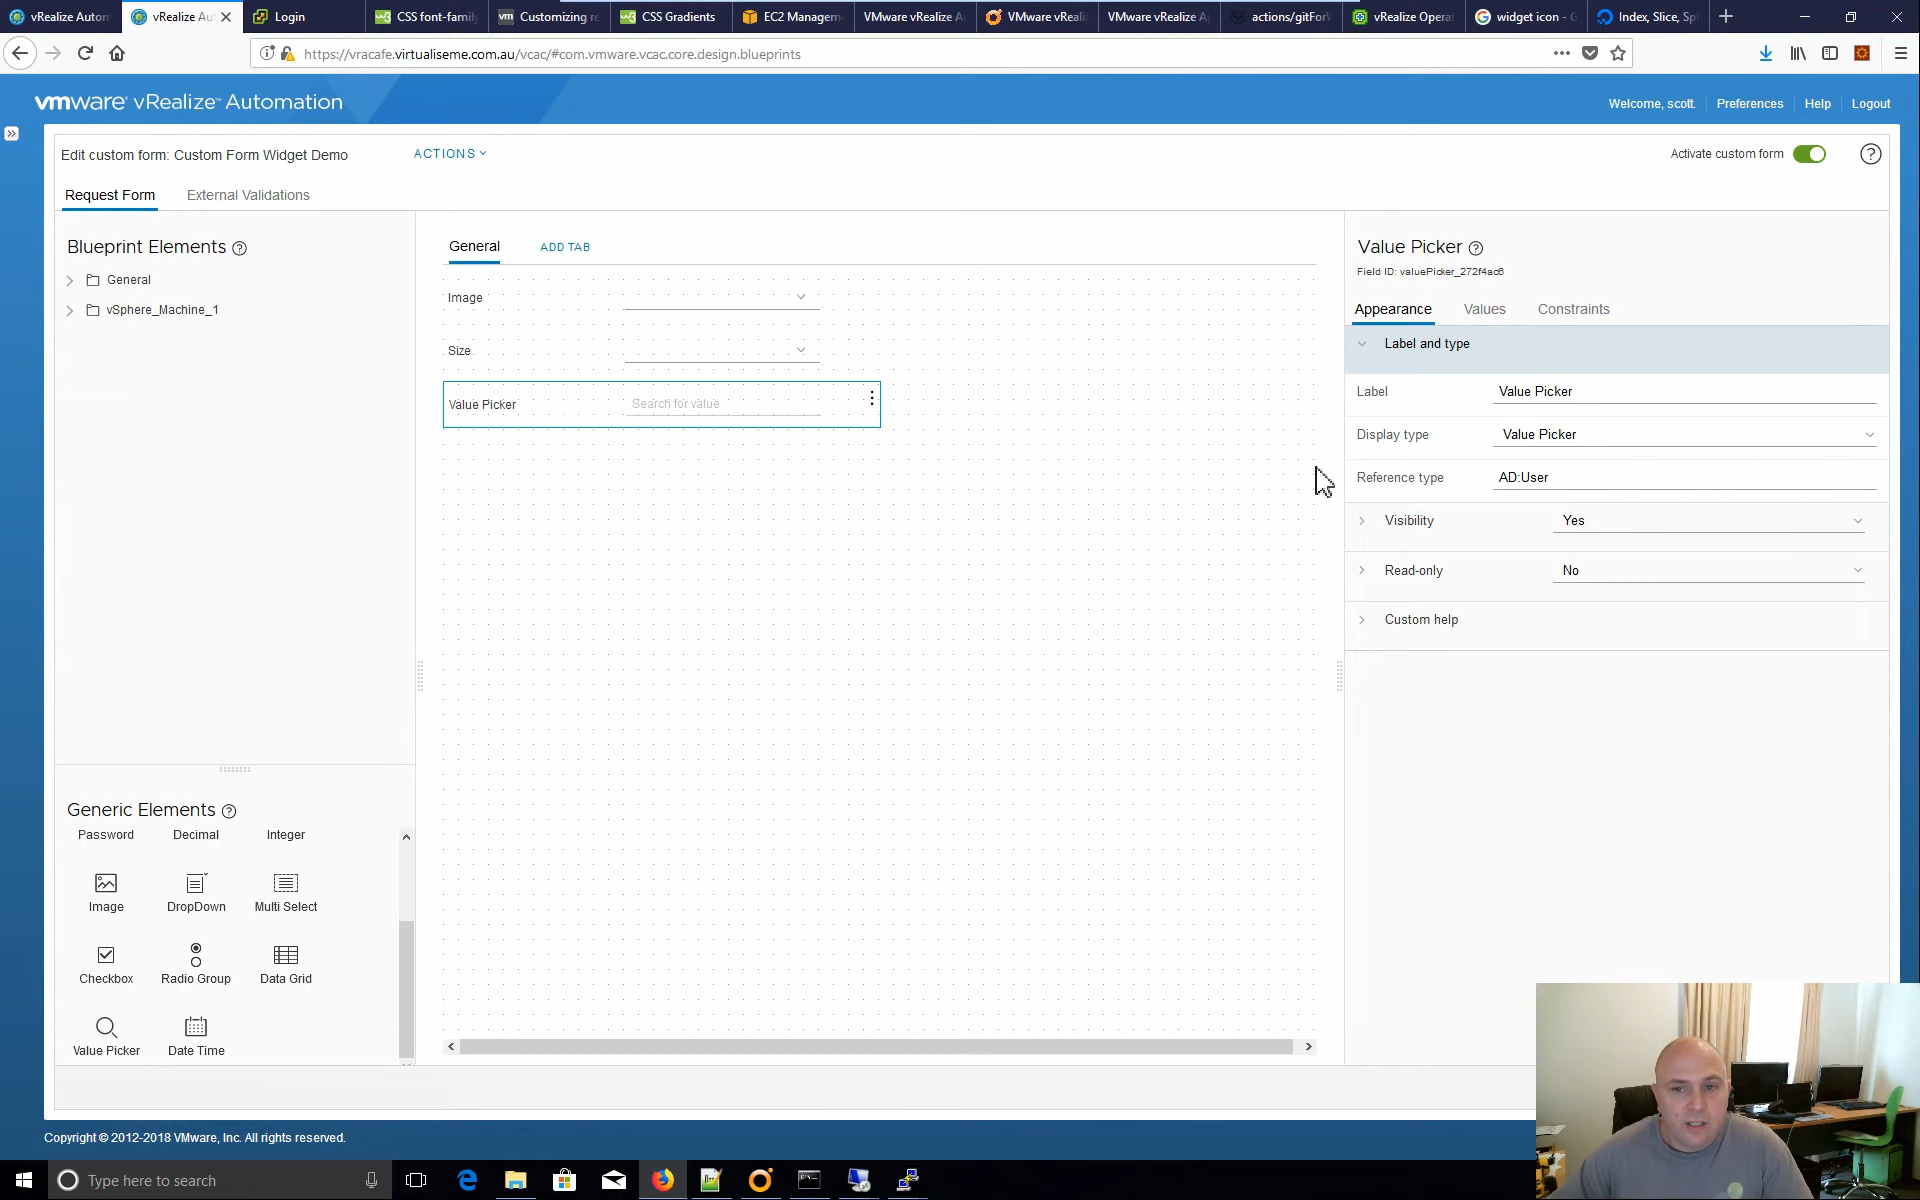 vRealize Autom
vRealize Au
Login
CSS font-family
Customizing re
CSS Gradients
EC2 Managem
VMware vRealize A
VMware vReali
VMware vRealize A
actions/gitForV
vRealize Opera
widget icon - G
Index, Slice, Sp
https://vracafe.virtualiseme.com.au/vcac/#com.vmware.vcac.core.design.blueprints
vmware vRealize™ Automation
Welcome, scott.
Preferences
Help
Logout
Edit custom form: Custom Form Widget Demo
ACTIONS
Activate custom form
Request Form
External Validations
Blueprint Elements
General
vSphere_Machine_1
General
ADD TAB
Image
Size
Value Picker
Search for value
Value Picker
Field ID: valuePicker_272f4ac6
Appearance
Values
Constraints
Label and type
Label
Value Picker
Display type
Value Picker
Reference type
AD:User
Visibility
Yes
Read-only
No
Custom help
Generic Elements
Password
Decimal
Integer
Image
DropDown
Multi Select
Checkbox
Radio Group
Data Grid
Value Picker
Date Time
Copyright © 2012-2018 VMware, Inc. All rights reserved.
Type here to search